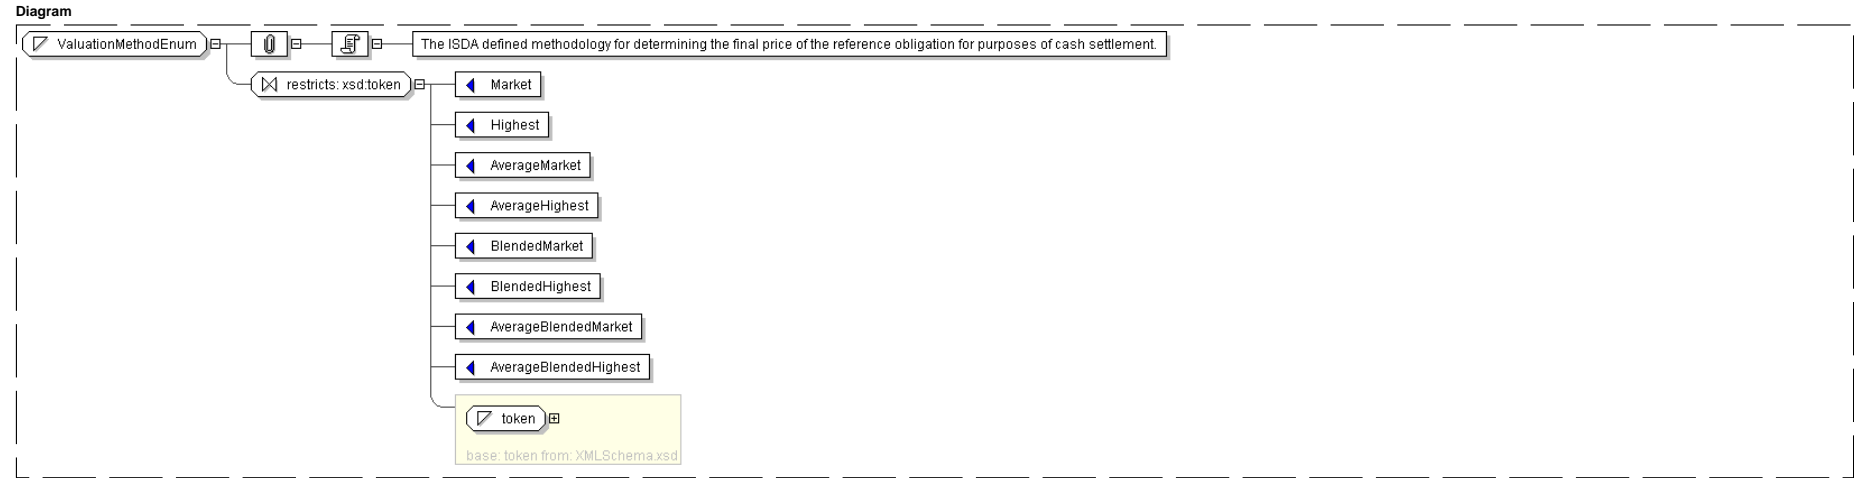 Diagram
ValuationMethodEnum
The ISDA defined methodology for determining the final price of the reference obligation for purposes of cash settlement.
restricts: xsd:token
Market
Highest
AverageMarket
AverageHighest
BlendedMarket
BlendedHighest
AverageBlendedMarket
AverageBlendedHighest
token
base: token from: XMLSchema.xsd